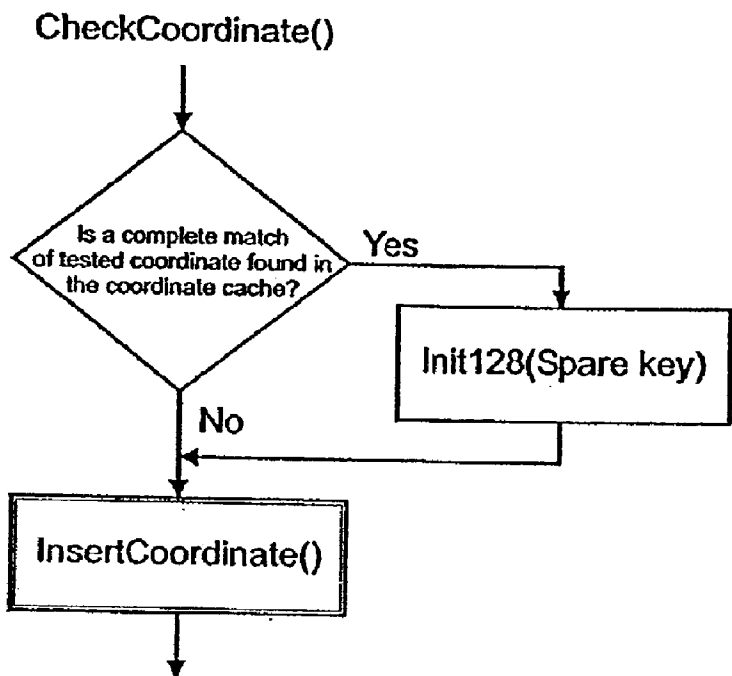 CheckCoordinate()
Is a complete match
of tested coordinate found in
the coordinate cache?
Yes
Init128(Spare key)
No
InsertCoordinate()